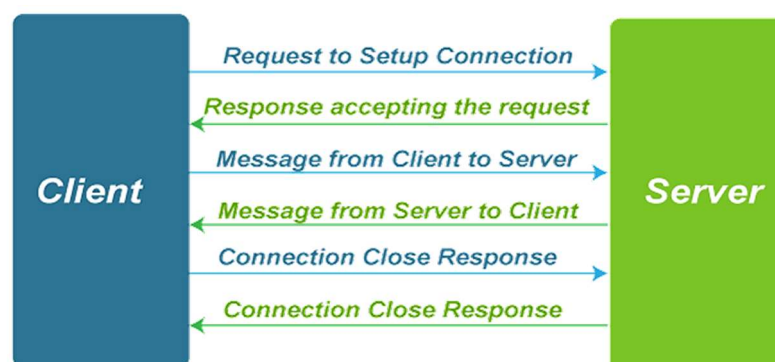 Request to Setup Connection
Response accepting the request
Message from Client to Server
Client
Server
Message from Server to Client
Connection Close Response
Connection Close Response